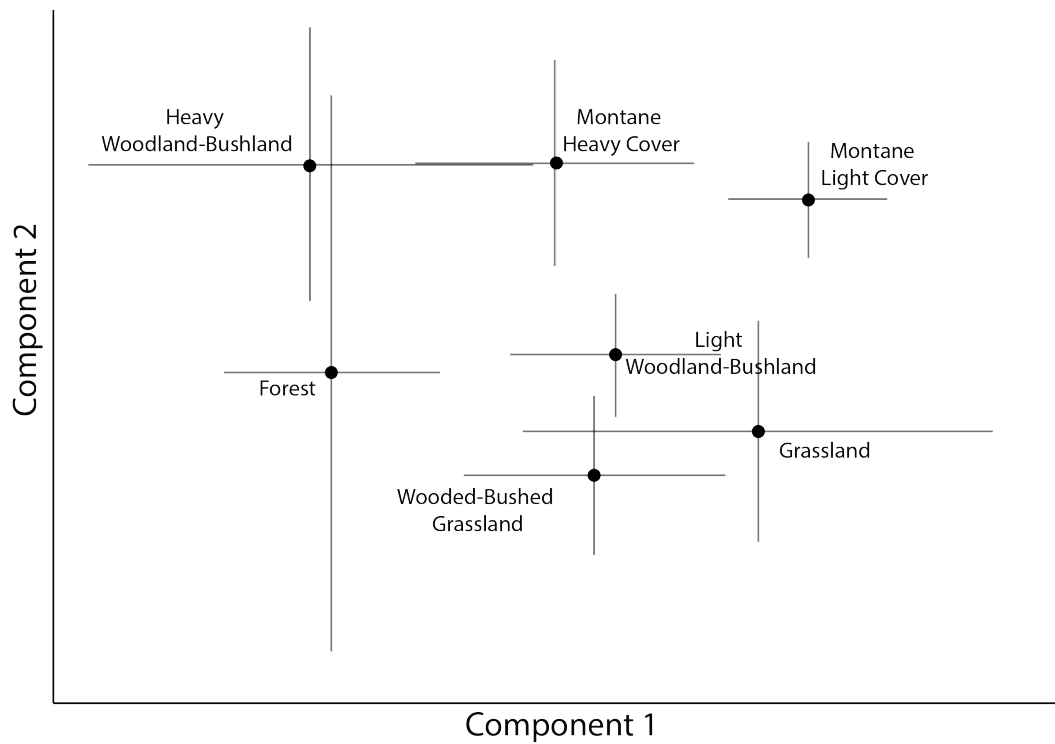 Heavy
Woodland-Bushland
Montane
Heavy Cover
Montane
Light Cover
Component 2
Light
Woodland-Bushland
Forest
Grassland
Wooded-Bushed
Grassland
Component 1